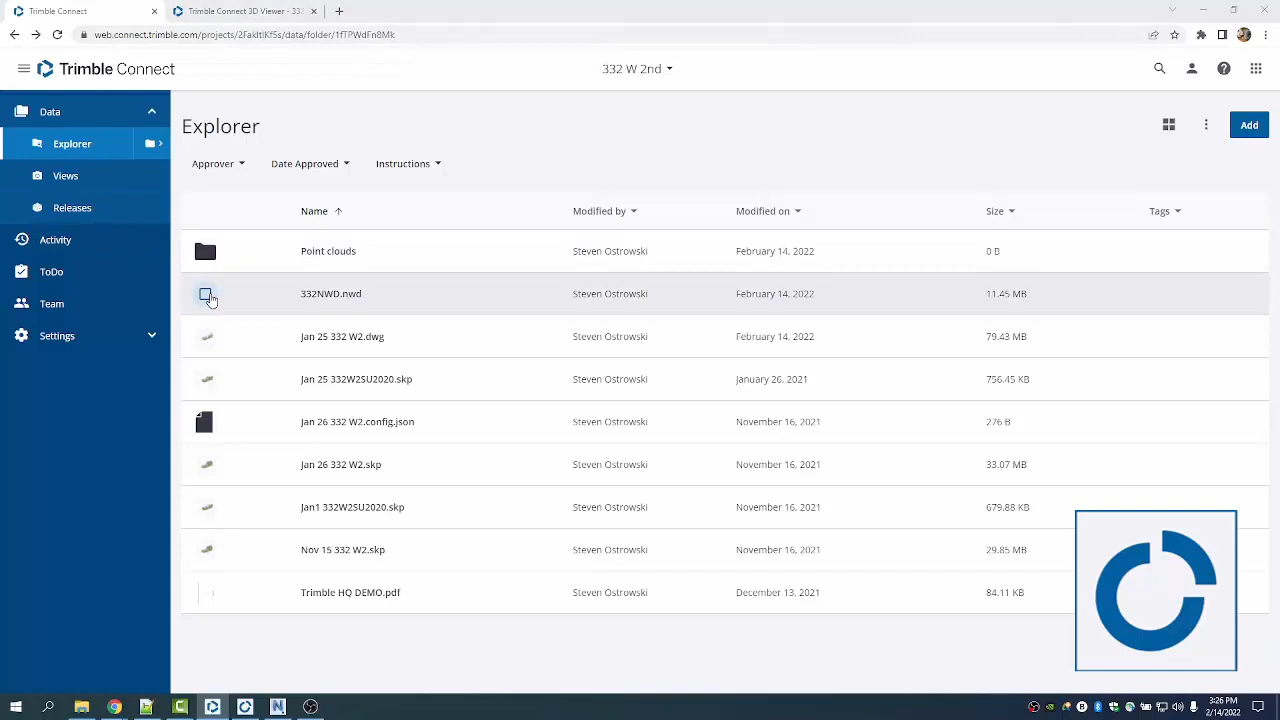 Trimble Connect
Trimble Connect 3D Viewer - 332
web.connect.trimble.com/projects/2FakItIKf5s/data/folder/1fTPWdEn8Mk
Trimble Connect
332 W 2nd
Data
Explorer
Views
Releases
Activity
ToDo
Team
Settings
Explorer
Add
Approver
Date Approved
Instructions
Name
Modified by
Modified on
Size
Tags
Point clouds Steven Ostrowski February 14, 2022 0 B
332NWD.nwd Steven Ostrowski February 14, 2022 11.45 MB
Jan 25 332 W2.dwg Steven Ostrowski February 14, 2022 79.43 MB
Jan 25 332W2SU2020.skp Steven Ostrowski January 26, 2021 756.45 KB
Jan 26 332 W2.config.json Steven Ostrowski November 16, 2021 276 B
Jan 26 332 W2.skp Steven Ostrowski November 16, 2021 33.07 MB
Jan1 332W2SU2020.skp Steven Ostrowski November 16, 2021 679.88 KB
Nov 15 332 W2.skp Steven Ostrowski November 16, 2021 29.85 MB
Trimble HQ DEMO.pdf Steven Ostrowski December 13, 2021 84.11 KB
3:26 PM
2/14/2022